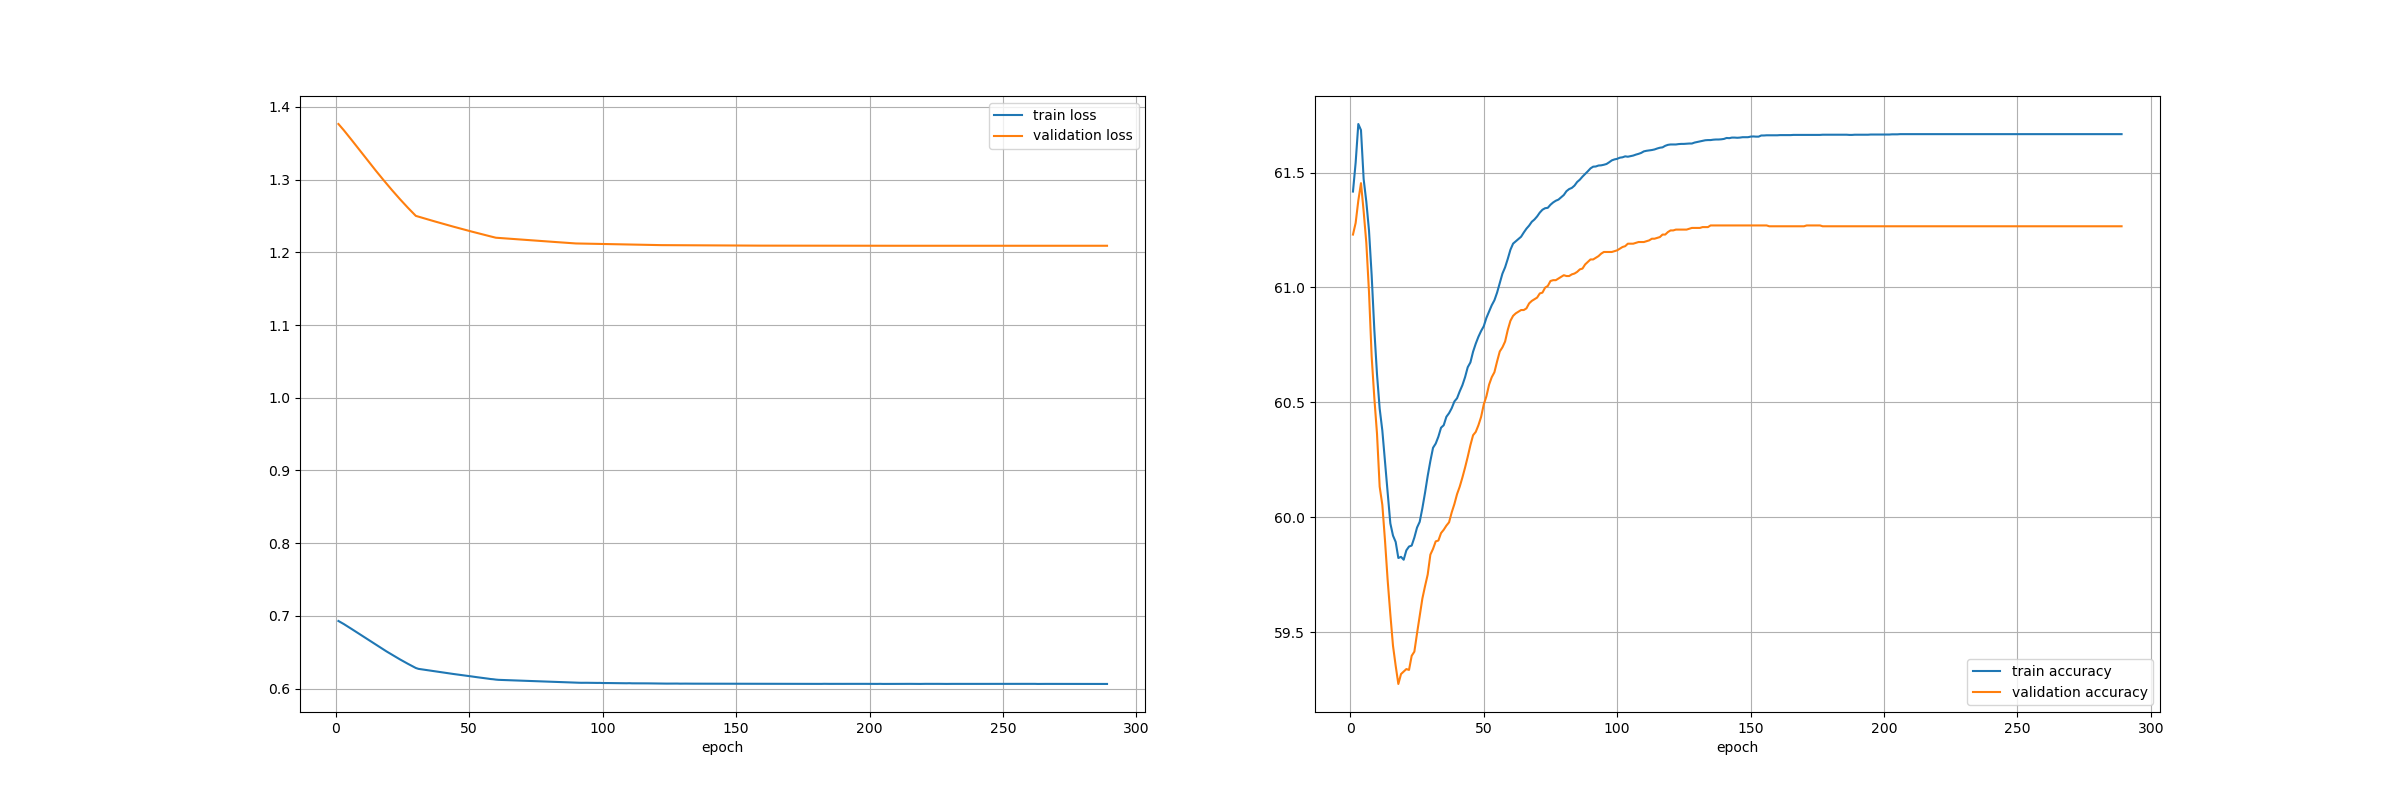 1.4
1.3
1.2
1.1
1.0
0.9
0.8
0.7
0.6
0 50 100 150 200 250 300
epoch
train loss
validation loss
61.5
61.0
60.5
60.0
59.5
0 50 100 150 200 250 300
epoch
train accuracy
validation accuracy